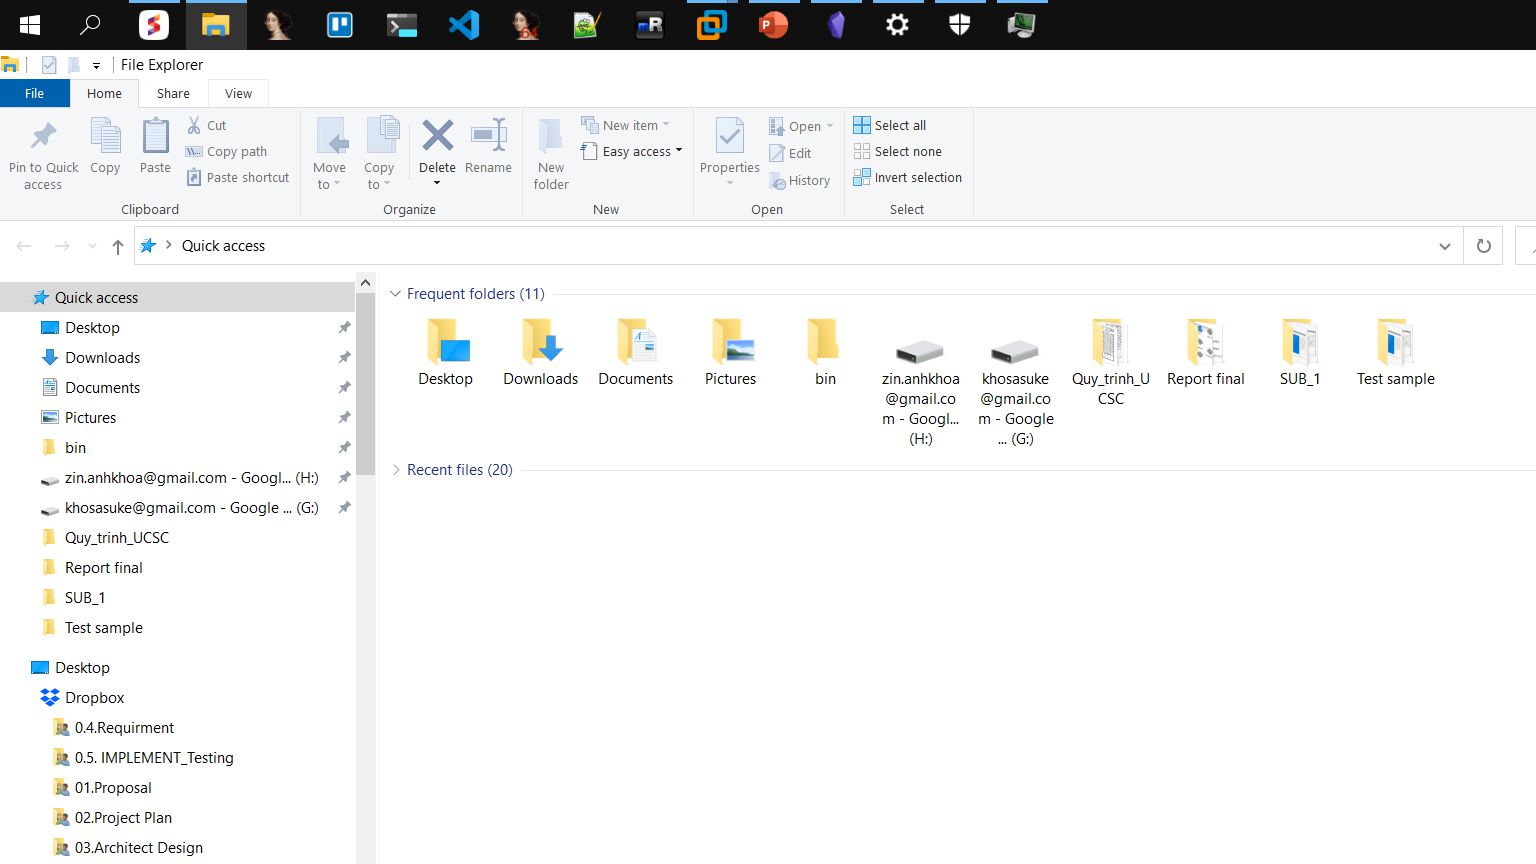 File Explorer
File
Home
Share
View
Pin to Quick
access
Copy
Paste
Cut
Copy path
Paste shortcut
Clipboard
Move
to
Copy
to
Delete
Rename
Organize
New
folder
New item
Easy access
New
Properties
Open
Edit
History
Open
Select all
Select none
Invert selection
Select
Quick access
Quick access
Desktop
Downloads
Documents
Pictures
bin
zin.anhkhoa@gmail.com - Googl... (H:)
khosasuke@gmail.com - Google ... (G:)
Quy_trinh_UCSC
Report final
SUB_1
Test sample
Desktop
Dropbox
0.4.Requirment
0.5. IMPLEMENT_Testing
01.Proposal
02.Project Plan
03.Architect Design
Frequent folders (11)
Desktop
Downloads
Documents
Pictures
bin
zin.anhkhoa
@gmail.co
m - Googl...
(H:)
khosasuke
@gmail.co
m - Google
... (G:)
Quy_trinh_U
CSC
Report final
SUB_1
Test sample
Recent files (20)